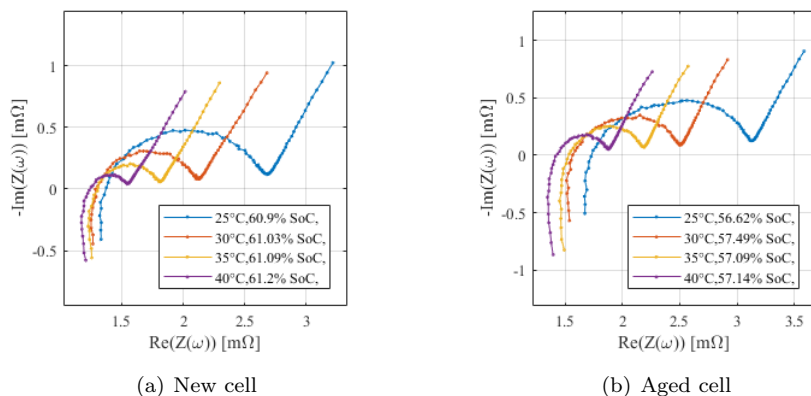 -Im(Z(ω)) [mΩ]
1
0.5
0
-0.5
25°C,60.9% SoC,
30°C,61.03% SoC,
35°C,61.09% SoC,
40°C,61.2% SoC,
1.5 2 2.5 3
Re(Z(ω)) [mΩ]
(a) New cell
-Im(Z(ω)) [mΩ]
1
0.5
0
-0.5
-1
25°C,56.62% SoC,
30°C,57.49% SoC,
35°C,57.09% SoC,
40°C,57.14% SoC,
1.5 2 2.5 3 3.5
Re(Z(ω)) [mΩ]
(b) Aged cell